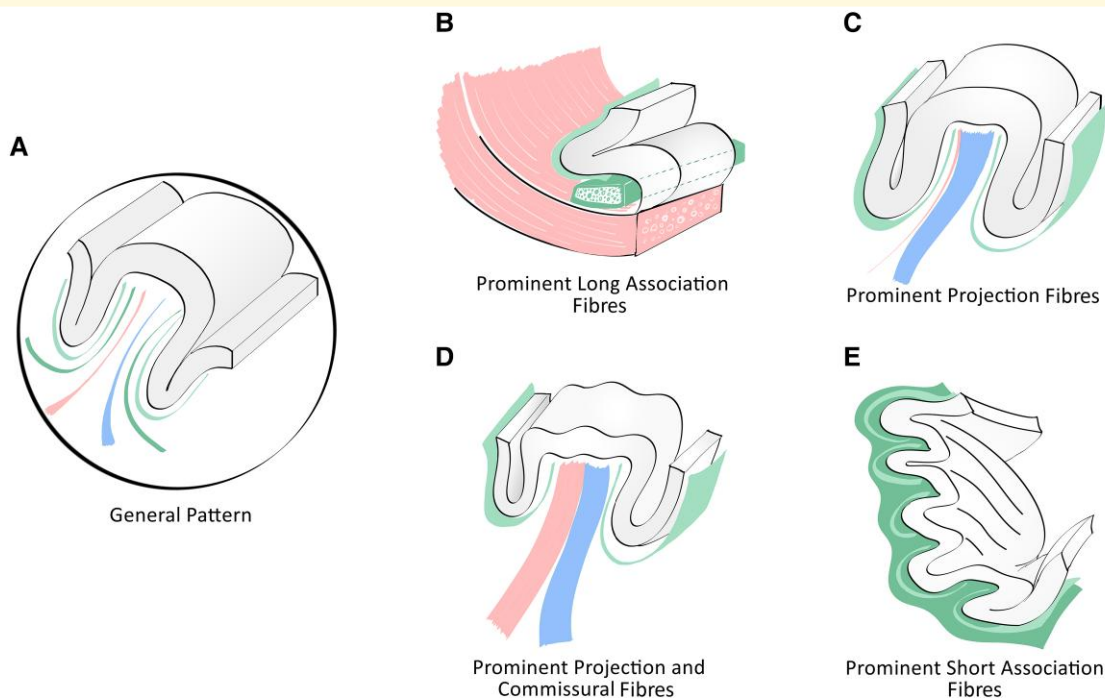 A
General Pattern
B
Prominent Long Association
Fibres
C
Prominent Projection Fibres
D
Prominent Projection and
Commissural Fibres
E
Prominent Short Association
Fibres